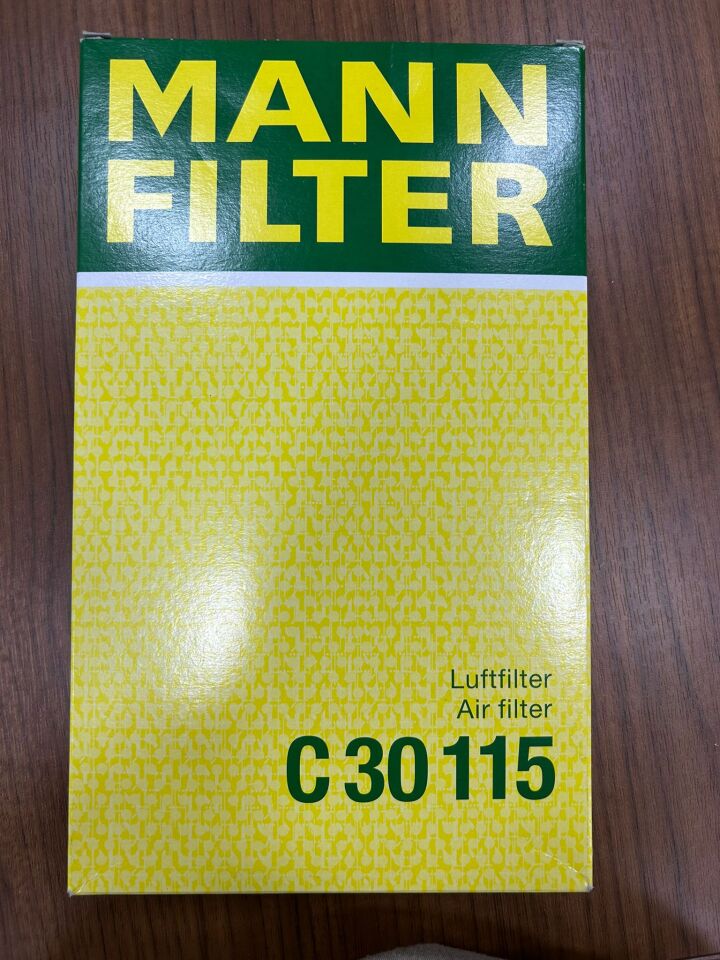 MANN
FILTER
Luftfilter
Air filter
C 30 115